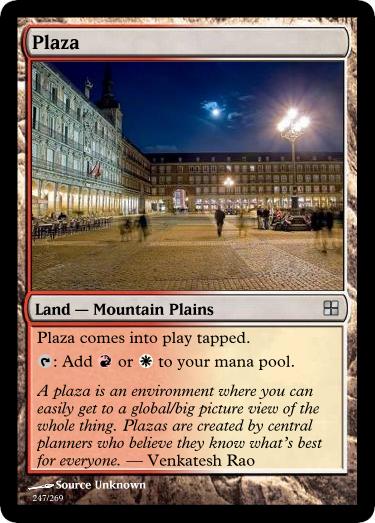 Plaza
Land — Mountain Plains
Plaza comes into play tapped.
: Add or to your mana pool.
A plaza is an environment where you can
easily get to a global/big picture view of the
whole thing. Plazas are created by central
planners who believe they know what's best
for everyone. — Venkatesh Rao
Source Unknown
247/269